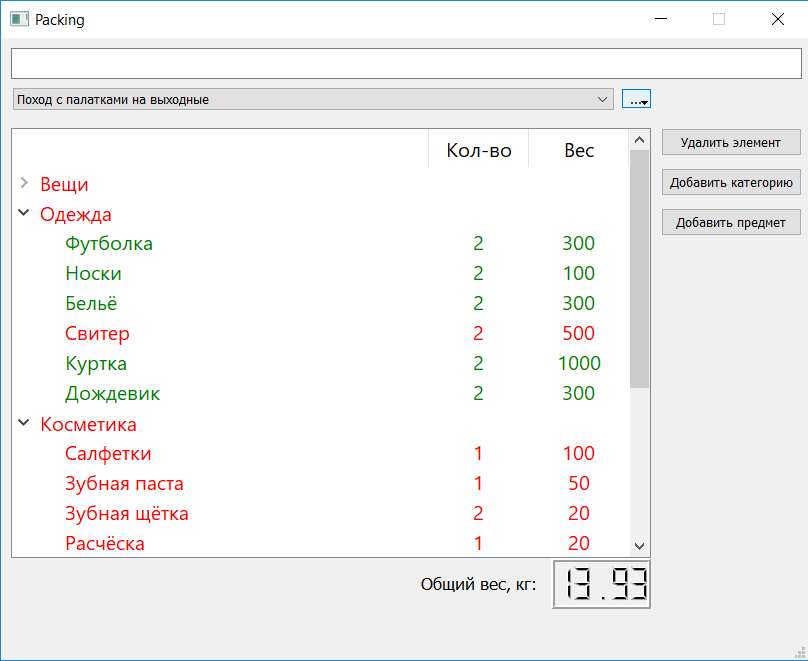 Packing
Поход с палатками на выходные
...
Кол-во Вес
Удалить элемент
Вещи
Добавить категорию
Одежда
Добавить предмет
Футболка 2 300
Носки 2 100
Бельё 2 300
Свитер 2 500
Куртка 2 1000
Дождевик 2 300
Косметика
Салфетки 1 100
Зубная паста 1 50
Зубная щётка 2 20
Расчёска 1 20
Общий вес, кг: 13.93